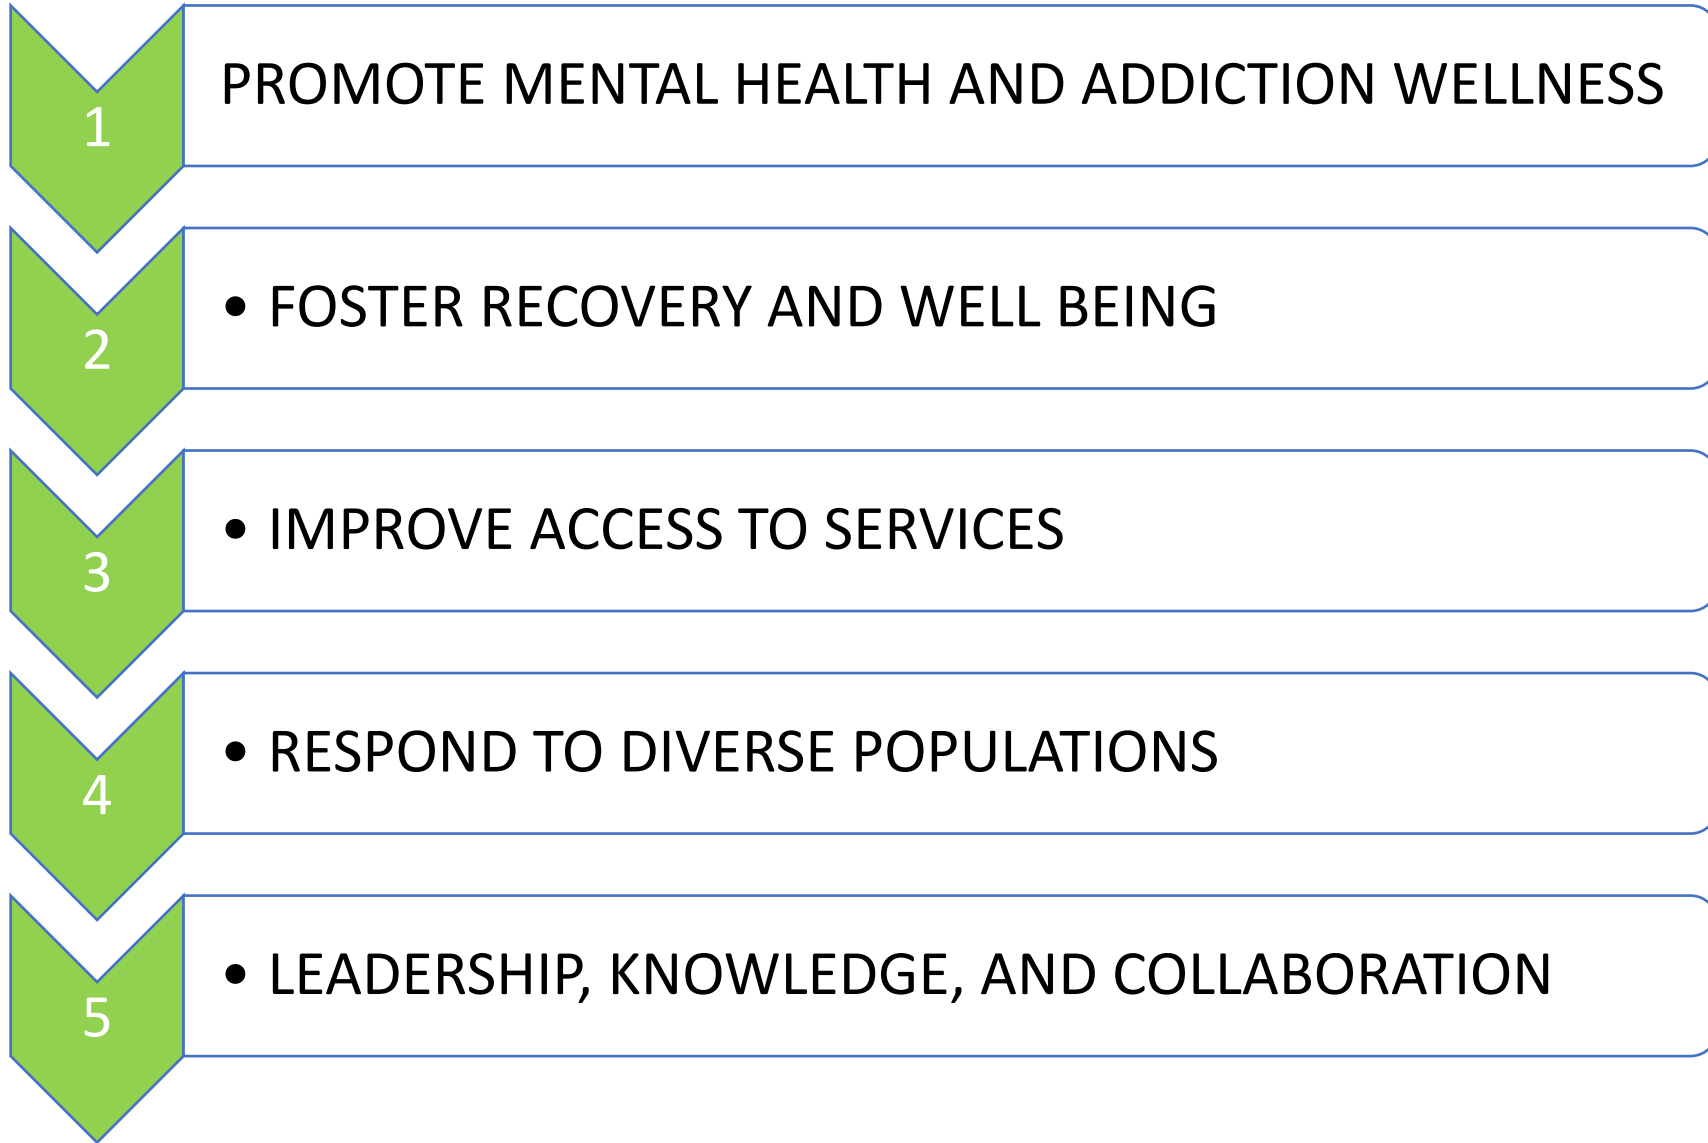 1
PROMOTE MENTAL HEALTH AND ADDICTION WELLNESS
2
• FOSTER RECOVERY AND WELL BEING
3
• IMPROVE ACCESS TO SERVICES
4
• RESPOND TO DIVERSE POPULATIONS
5
• LEADERSHIP, KNOWLEDGE, AND COLLABORATION